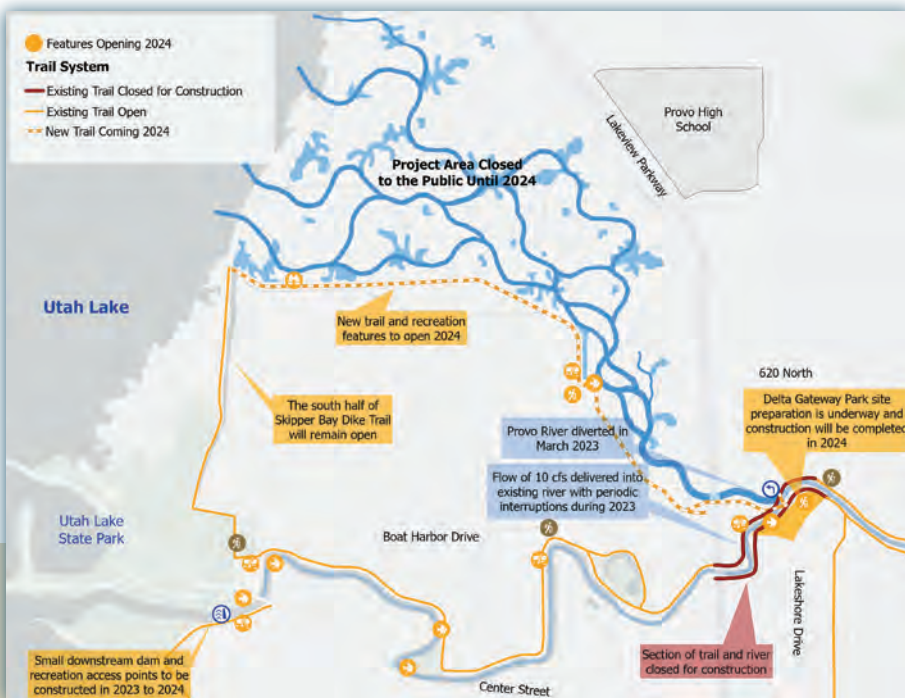 Features Opening 2024
Trail System
Existing Trail Closed for Construction
Existing Trail Open
New Trail Coming 2024
Provo High
School
Lakeview Parkway
Project Area Closed
to the Public Until 2024
Utah Lake
New trail and recreation
features to open 2024
620 North
The south half of
Skipper Bay Dike Trail
will remain open
Delta Gateway Park site
preparation is underway and
construction will be completed
in 2024
Provo River diverted in
March 2023
Flow of 10 cfs delivered into
existing river with periodic
interruptions during 2023
Utah Lake
State Park
Boat Harbor Drive
Lakeshore Drive
Small downstream dam and
recreation access points to be
constructed in 2023 to 2024
Section of trail and river
closed for construction
Center Street